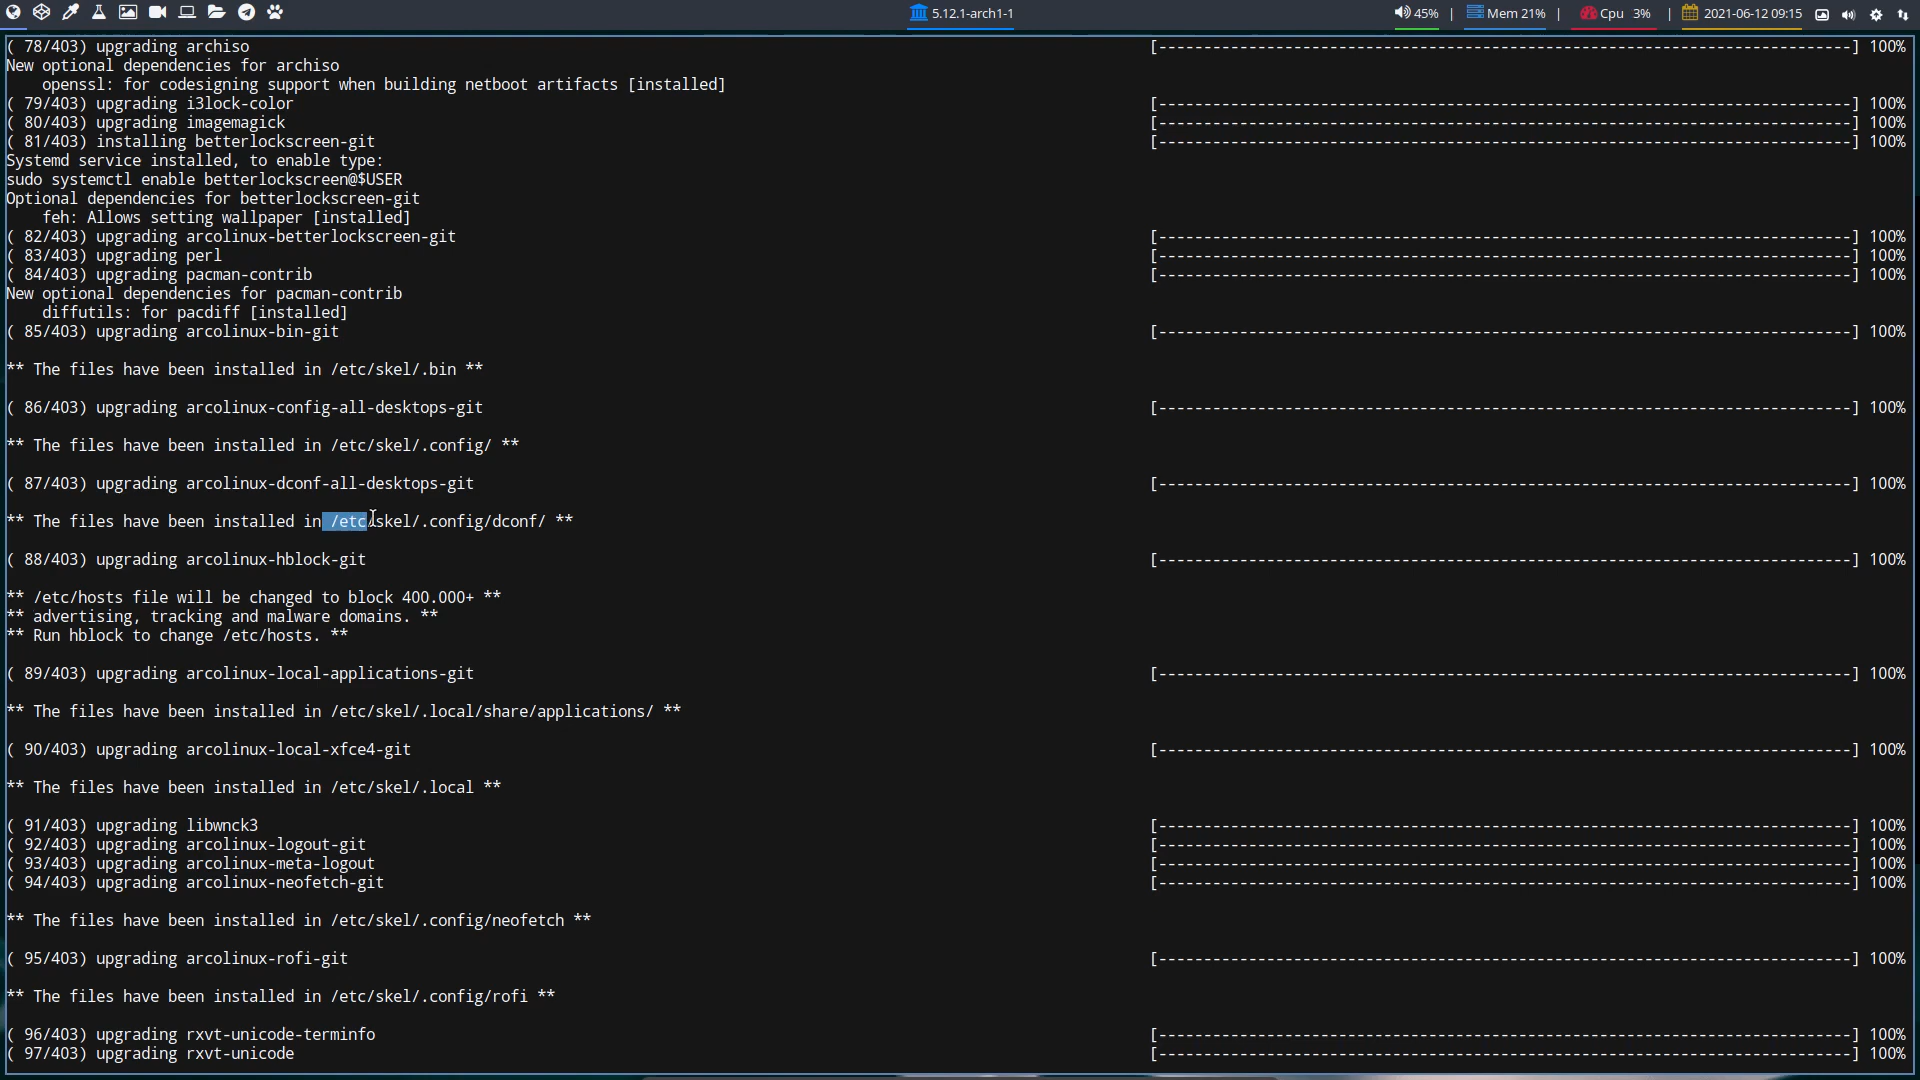 5.12.1-arch1-1
45% | Mem 21% | Cpu 3% | 2021-06-12 09:15
( 78/403) upgrading archiso [------------------------------------------------------------------------------] 100%
New optional dependencies for archiso
openssl: for codesigning support when building netboot artifacts [installed]
( 79/403) upgrading i3lock-color [------------------------------------------------------------------------------] 100%
( 80/403) upgrading imagemagick [------------------------------------------------------------------------------] 100%
( 81/403) installing betterlockscreen-git [------------------------------------------------------------------------------] 100%
Systemd service installed, to enable type:
sudo systemctl enable betterlockscreen@$USER
Optional dependencies for betterlockscreen-git
feh: Allows setting wallpaper [installed]
( 82/403) upgrading arcolinux-betterlockscreen-git [------------------------------------------------------------------------------] 100%
( 83/403) upgrading perl [------------------------------------------------------------------------------] 100%
( 84/403) upgrading pacman-contrib [------------------------------------------------------------------------------] 100%
New optional dependencies for pacman-contrib
diffutils: for pacdiff [installed]
( 85/403) upgrading arcolinux-bin-git [------------------------------------------------------------------------------] 100%
** The files have been installed in /etc/skel/.bin **
( 86/403) upgrading arcolinux-config-all-desktops-git [------------------------------------------------------------------------------] 100%
** The files have been installed in /etc/skel/.config/ **
( 87/403) upgrading arcolinux-dconf-all-desktops-git [------------------------------------------------------------------------------] 100%
** The files have been installed in /etc/skel/.config/dconf/ **
( 88/403) upgrading arcolinux-hblock-git [------------------------------------------------------------------------------] 100%
** /etc/hosts file will be changed to block 400.000+ **
** advertising, tracking and malware domains. **
** Run hblock to change /etc/hosts. **
( 89/403) upgrading arcolinux-local-applications-git [------------------------------------------------------------------------------] 100%
** The files have been installed in /etc/skel/.local/share/applications/ **
( 90/403) upgrading arcolinux-local-xfce4-git [------------------------------------------------------------------------------] 100%
** The files have been installed in /etc/skel/.local **
( 91/403) upgrading libwnck3 [------------------------------------------------------------------------------] 100%
( 92/403) upgrading arcolinux-logout-git [------------------------------------------------------------------------------] 100%
( 93/403) upgrading arcolinux-meta-logout [------------------------------------------------------------------------------] 100%
( 94/403) upgrading arcolinux-neofetch-git [------------------------------------------------------------------------------] 100%
** The files have been installed in /etc/skel/.config/neofetch **
( 95/403) upgrading arcolinux-rofi-git [------------------------------------------------------------------------------] 100%
** The files have been installed in /etc/skel/.config/rofi **
( 96/403) upgrading rxvt-unicode-terminfo [------------------------------------------------------------------------------] 100%
( 97/403) upgrading rxvt-unicode [------------------------------------------------------------------------------] 100%